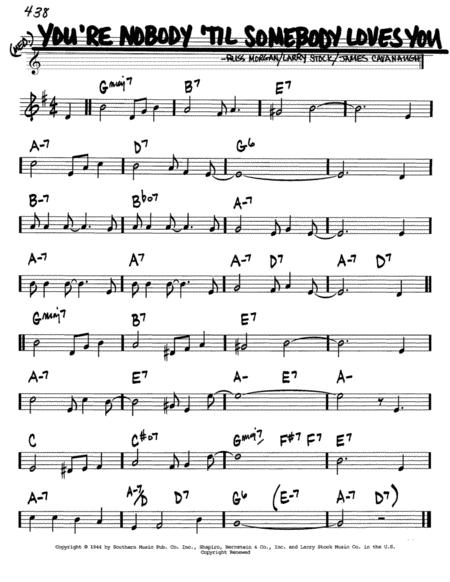 438
(MED.) YOU'RE NOBODY 'TIL SOMEBODY LOVES YOU
-RUSS MORGAN/LARRY STOCK/JAMES CAVANAUGH
Gmaj7 B7 E7
A-7 D7 G6
B-7 Bbo7 A-7
A-7 A-7 A-7 D7 A-7 D7
Gmaj7 B7 E7
A-7 E7 A- E7 A-
C C#o7 Gmaj7 F#7 F7 E7
A-7 A-7/D D7 G6 (E-7 A-7 D7)
Copyright © 1944 by Southern Music Pub. Co. Inc., Shapiro, Bernstein & Co., Inc. and Larry Stock Music Co. in the U.S.
Copyright Renewed